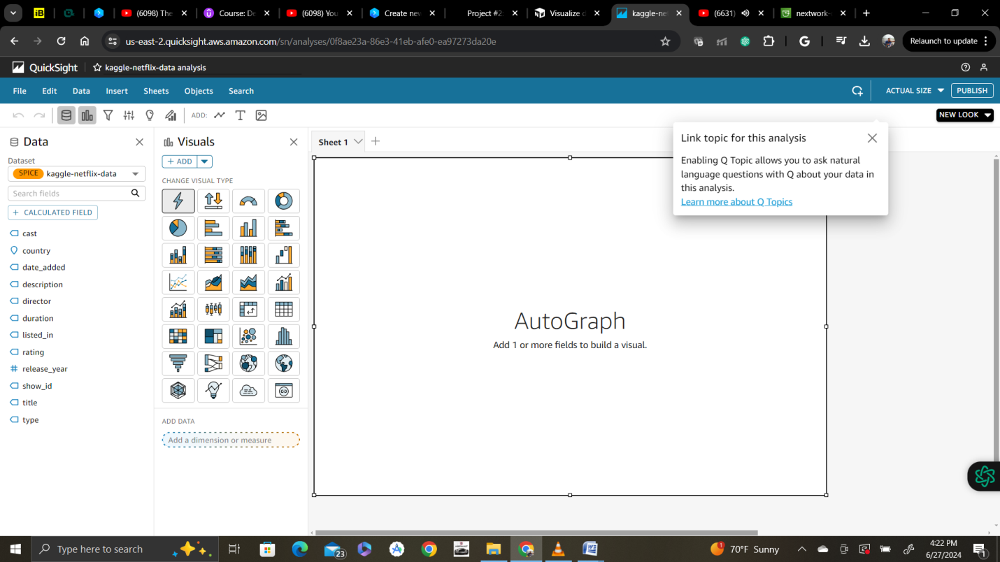 (6098) The
Course: De
(6098) You
Create new
Project #2:
Visualize d
kaggle-net
(6631)
nextwork-
us-east-2.quicksight.aws.amazon.com/sn/analyses/0f8ae23a-86e3-41eb-afe0-ea97273da20e
Relaunch to update
QuickSight
kaggle-netflix-data analysis
File
Edit
Data
Insert
Sheets
Objects
Search
ACTUAL SIZE
PUBLISH
ADD:
NEW LOOK
Data
Dataset
SPICE kaggle-netflix-data
Search fields
+ CALCULATED FIELD
cast
country
date_added
description
director
duration
listed_in
rating
# release_year
show_id
title
type
Visuals
+ ADD
CHANGE VISUAL TYPE
ADD DATA
Add a dimension or measure
Sheet 1
Link topic for this analysis
Enabling Q Topic allows you to ask natural
language questions with Q about your data in
this analysis.
Learn more about Q Topics
AutoGraph
Add 1 or more fields to build a visual.
Type here to search
23
1
70°F Sunny
4:22 PM
6/27/2024
1